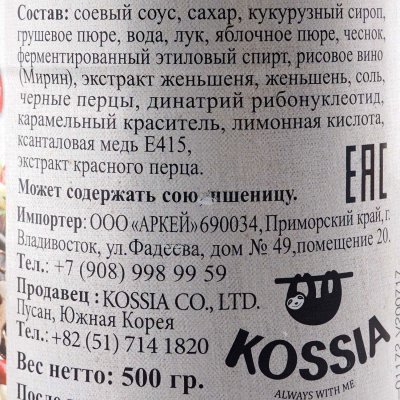 Состав: соевый соус, сахар, кукурузный сироп,
грушевое пюре, вода, лук, яблочное пюре, чеснок,
ферментированный этиловый спирт, рисовое вино
(Мирин), экстракт женьшеня, женьшень, соль,
черные перцы, динатрий рибонуклеотид,
карамельный краситель, лимонная кислота,
ксанталовая медь Е415,
экстракт красного перца.
Может содержать сою, пшеницу.
Импортер: ООО «АРКЕЙ» 690034, Приморский край, г.
Владивосток, ул.Фадеева, дом № 49,помещение 20.
Тел.: +7 (908) 998 99 59
Продавец : KOSSIA CO., LTD.
Пусан, Южная Корея
Тел.:+82 (51) 714 1820
Вес нетто: 500 гр.
После
EAC
KOSSIA
ALWAYS WITH ME